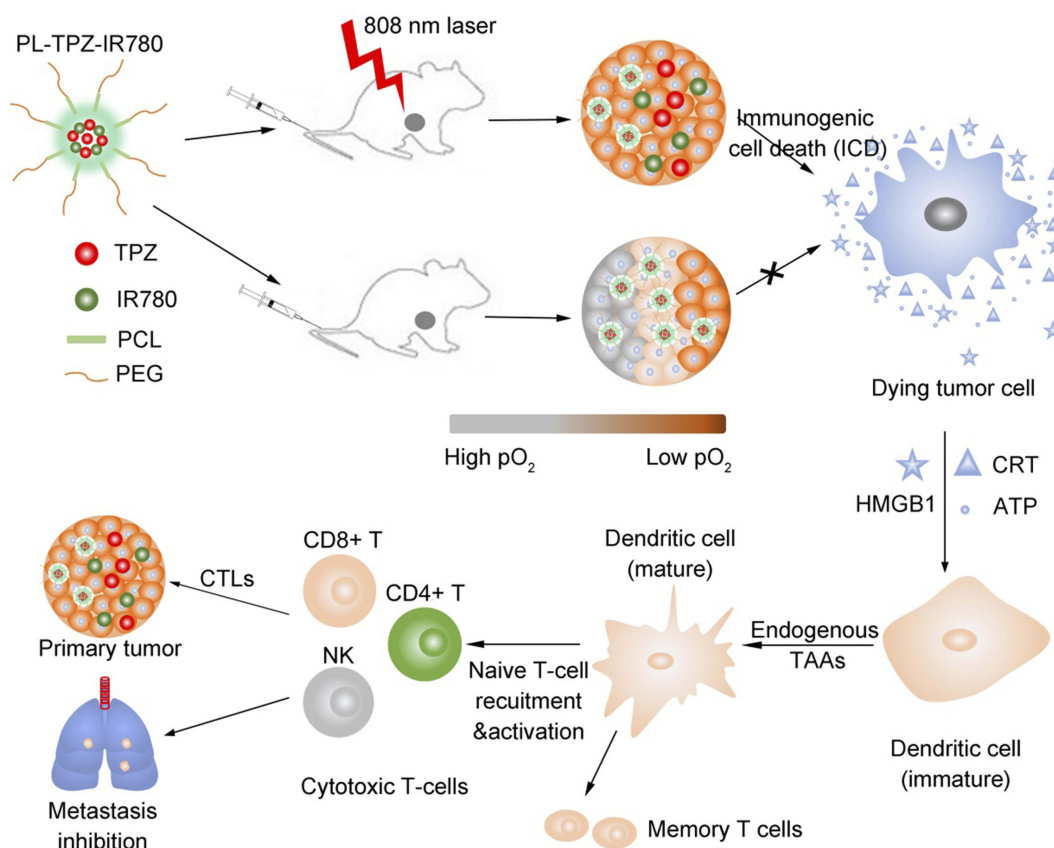 PL-TPZ-IR780
808 nm laser
Immunogenic
cell death (ICD)
TPZ
IR780
PCL
PEG
Dying tumor cell
High pO₂
Low pO₂
HMGB1
CRT
ATP
CD8+ T
CTLs
CD4+ T
Primary tumor
NK
Dendritic cell
(mature)
Endogenous
TAAs
Naive T-cell
recuitment
&activation
Dendritic cell
(immature)
Cytotoxic T-cells
Metastasis
inhibition
Memory T cells